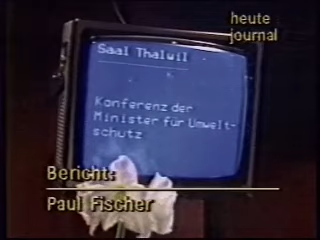 heute
journal
Saal Thalwil
Konferenz der
Minister für Umwelt-
schutz
Bericht:
Paul Fischer